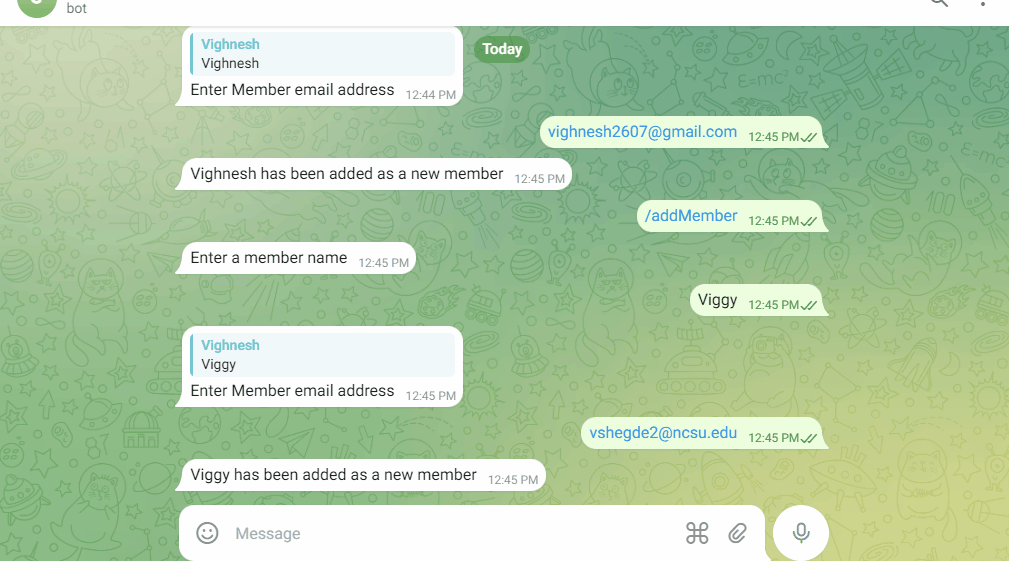 bot
Today
Vighnesh
Vighnesh
Enter Member email address 12:44 PM
vighnesh2607@gmail.com 12:45 PM
Vighnesh has been added as a new member 12:45 PM
/addMember 12:45 PM
Enter a member name 12:45 PM
Viggy 12:45 PM
Vighnesh
Viggy
Enter Member email address 12:45 PM
vshegde2@ncsu.edu 12:45 PM
Viggy has been added as a new member 12:45 PM
Message